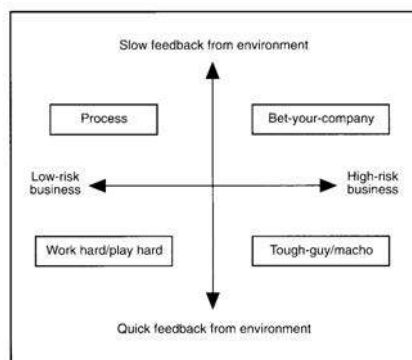 Slow feedback from environment
Process
Bet-your-company
Low-risk
business
High-risk
business
Work hard/play hard
Tough-guy/macho
Quick feedback from environment